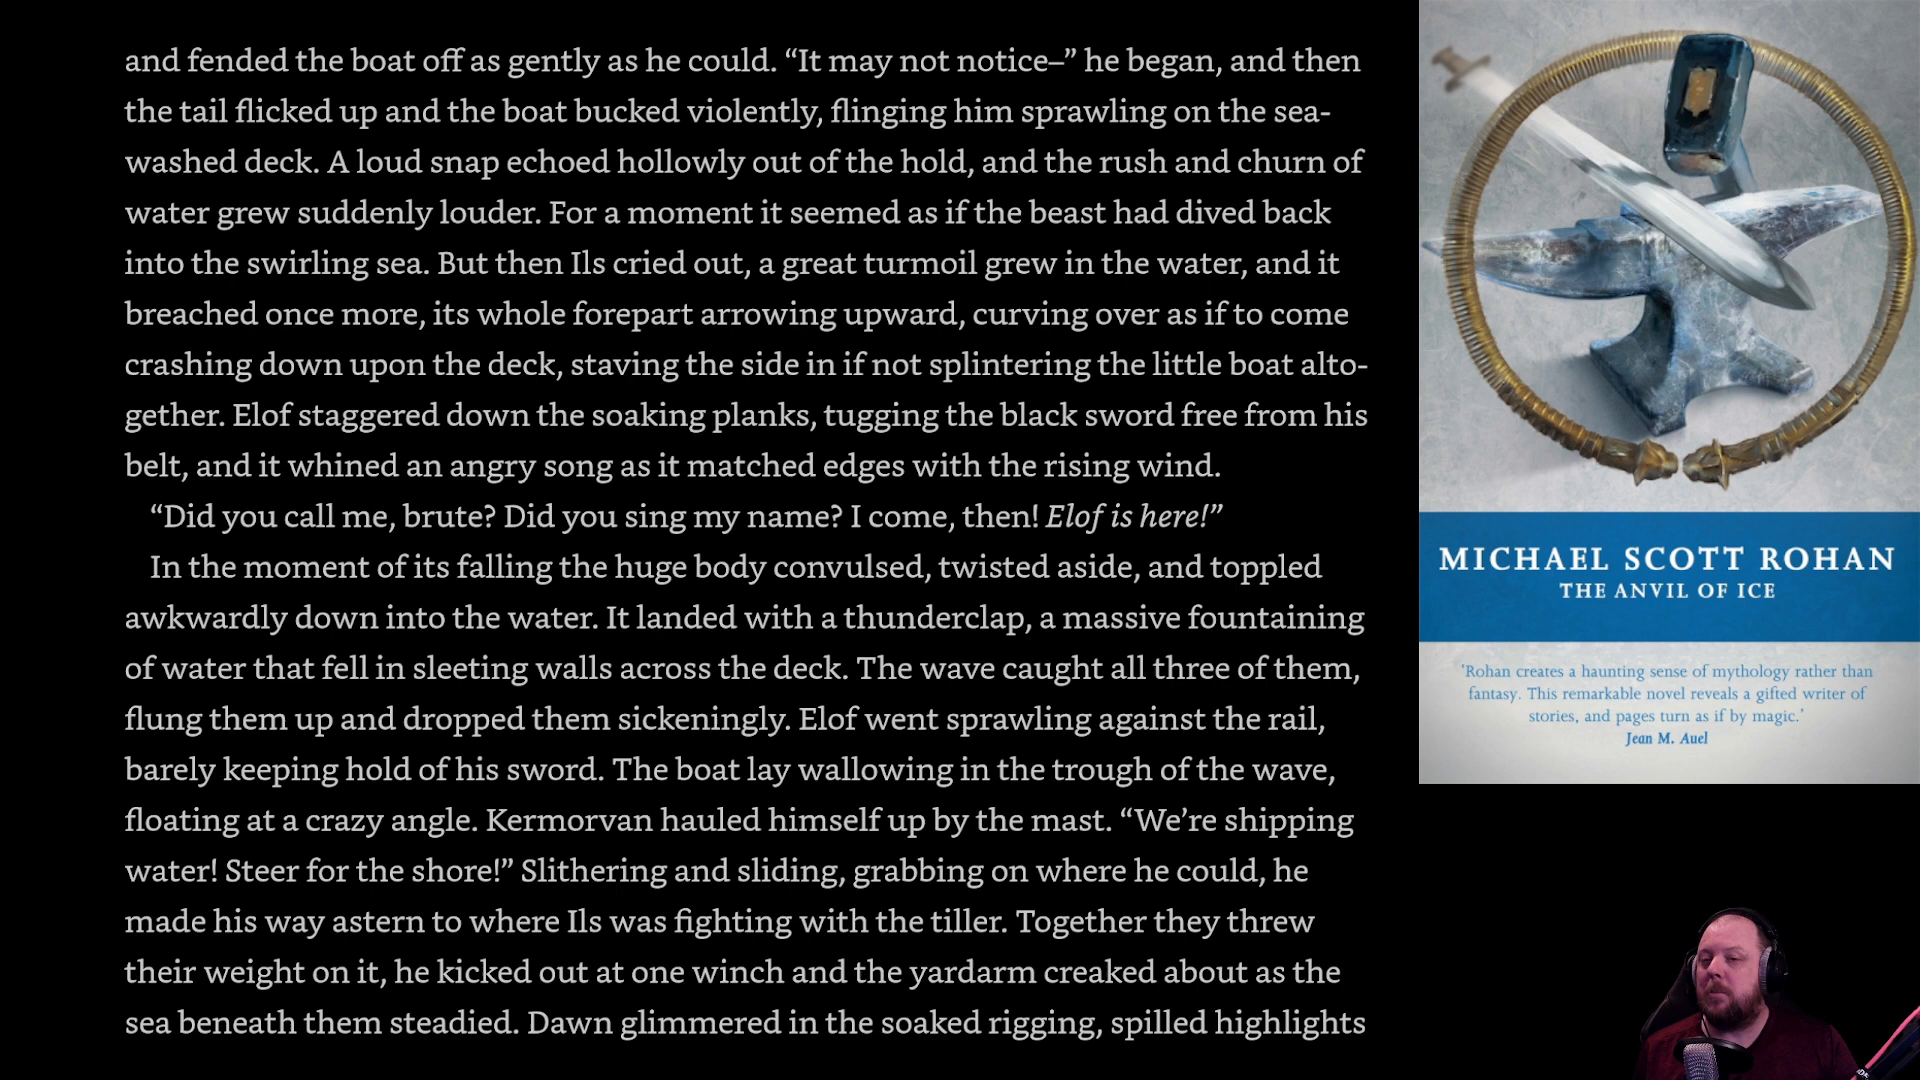 and fended the boat off as gently as he could. “It may not notice–” he began, and then
the tail flicked up and the boat bucked violently, flinging him sprawling on the sea-
washed deck. A loud snap echoed hollowly out of the hold, and the rush and churn of
water grew suddenly louder. For a moment it seemed as if the beast had dived back
into the swirling sea. But then Ils cried out, a great turmoil grew in the water, and it
breached once more, its whole forepart arrowing upward, curving over as if to come
crashing down upon the deck, staving the side in if not splintering the little boat alto-
gether. Elof staggered down the soaking planks, tugging the black sword free from his
belt, and it whined an angry song as it matched edges with the rising wind.
“Did you call me, brute? Did you sing my name? I come, then! Elof is here!”
In the moment of its falling the huge body convulsed, twisted aside, and toppled
awkwardly down into the water. It landed with a thunderclap, a massive fountaining
of water that fell in sleeting walls across the deck. The wave caught all three of them,
flung them up and dropped them sickeningly. Elof went sprawling against the rail,
barely keeping hold of his sword. The boat lay wallowing in the trough of the wave,
floating at a crazy angle. Kermorvan hauled himself up by the mast. “We’re shipping
water! Steer for the shore!” Slithering and sliding, grabbing on where he could, he
made his way astern to where Ils was fighting with the tiller. Together they threw
their weight on it, he kicked out at one winch and the yardarm creaked about as the
sea beneath them steadied. Dawn glimmered in the soaked rigging, spilled highlights
MICHAEL SCOTT ROHAN
THE ANVIL OF ICE
‘Rohan creates a haunting sense of mythology rather than
fantasy. This remarkable novel reveals a gifted writer of
stories, and pages turn as if by magic.’
Jean M. Auel